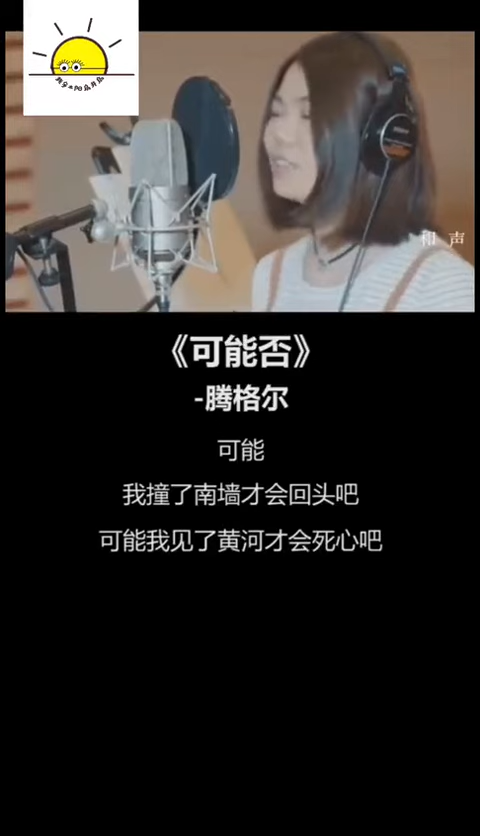 和 声
《可能否》
-腾格尔
可能
我撞了南墙才会回头吧
可能我见了黄河才会死心吧